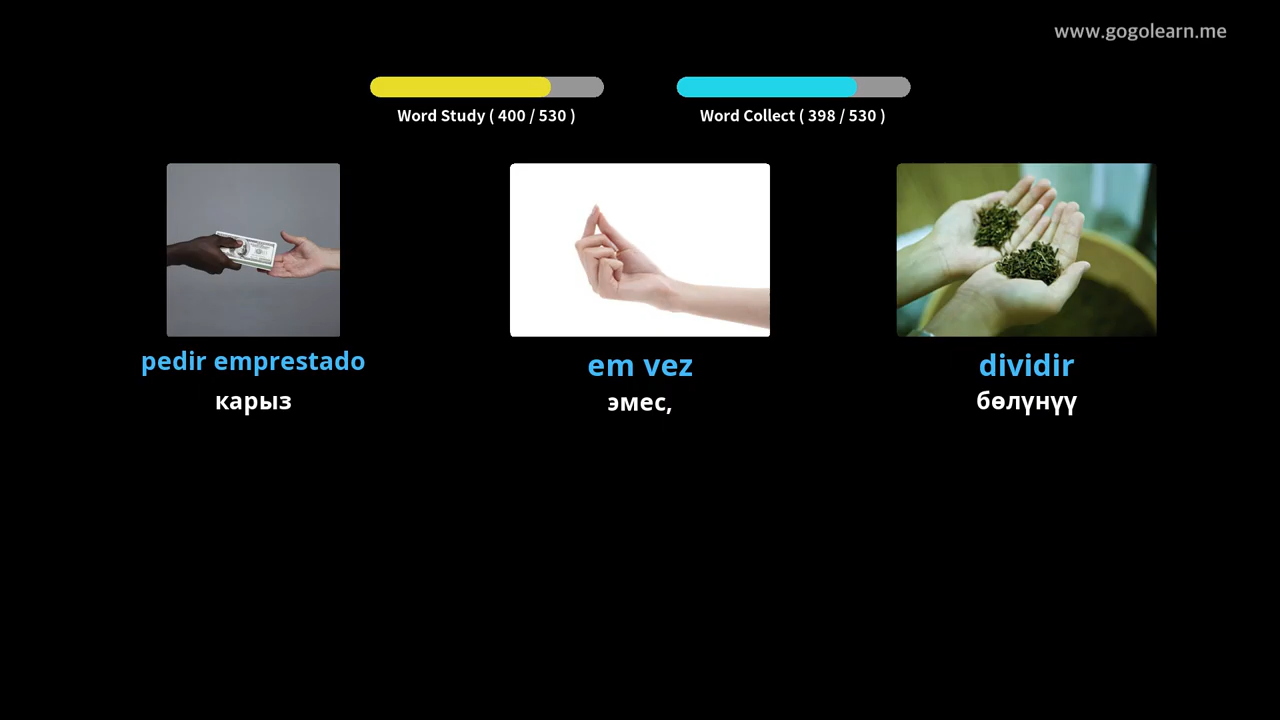 www.gogolearn.me
Word Study ( 400 / 530 )
Word Collect ( 398 / 530 )
pedir emprestado
карыз
em vez
эмес,
dividir
бөлүнүү